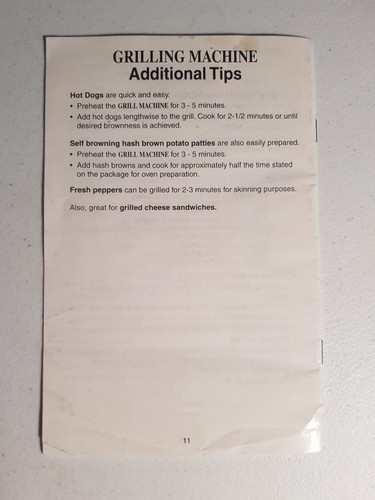 GRILLING MACHINE
Additional Tips
Hot Dogs are quick and easy.
• Preheat the GRILL MACHINE for 3 - 5 minutes.
• Add hot dogs lengthwise to the grill. Cook for 2-1/2 minutes or until
desired brownness is achieved.
Self browning hash brown potato patties are also easily prepared.
• Preheat the GRILL MACHINE for 3 - 5 minutes.
• Add hash browns and cook for approximately half the time stated
on the package for oven preparation.
Fresh peppers can be grilled for 2-3 minutes for skinning purposes.
Also, great for grilled cheese sandwiches.
11